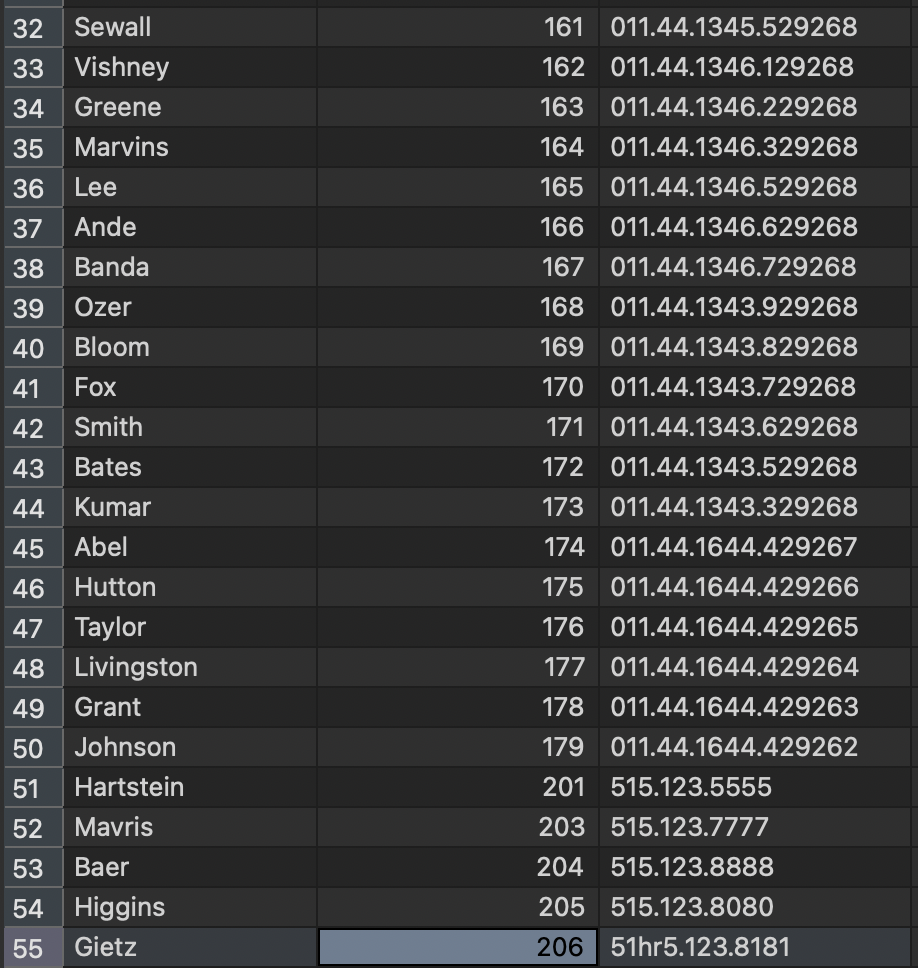 32 Sewall 161 011.44.1345.529268
33 Vishney 162 011.44.1346.129268
34 Greene 163 011.44.1346.229268
35 Marvins 164 011.44.1346.329268
36 Lee 165 011.44.1346.529268
37 Ande 166 011.44.1346.629268
38 Banda 167 011.44.1346.729268
39 Ozer 168 011.44.1343.929268
40 Bloom 169 011.44.1343.829268
41 Fox 170 011.44.1343.729268
42 Smith 171 011.44.1343.629268
43 Bates 172 011.44.1343.529268
44 Kumar 173 011.44.1343.329268
45 Abel 174 011.44.1644.429267
46 Hutton 175 011.44.1644.429266
47 Taylor 176 011.44.1644.429265
48 Livingston 177 011.44.1644.429264
49 Grant 178 011.44.1644.429263
50 Johnson 179 011.44.1644.429262
51 Hartstein 201 515.123.5555
52 Mavris 203 515.123.7777
53 Baer 204 515.123.8888
54 Higgins 205 515.123.8080
55 Gietz 206 51hr5.123.8181